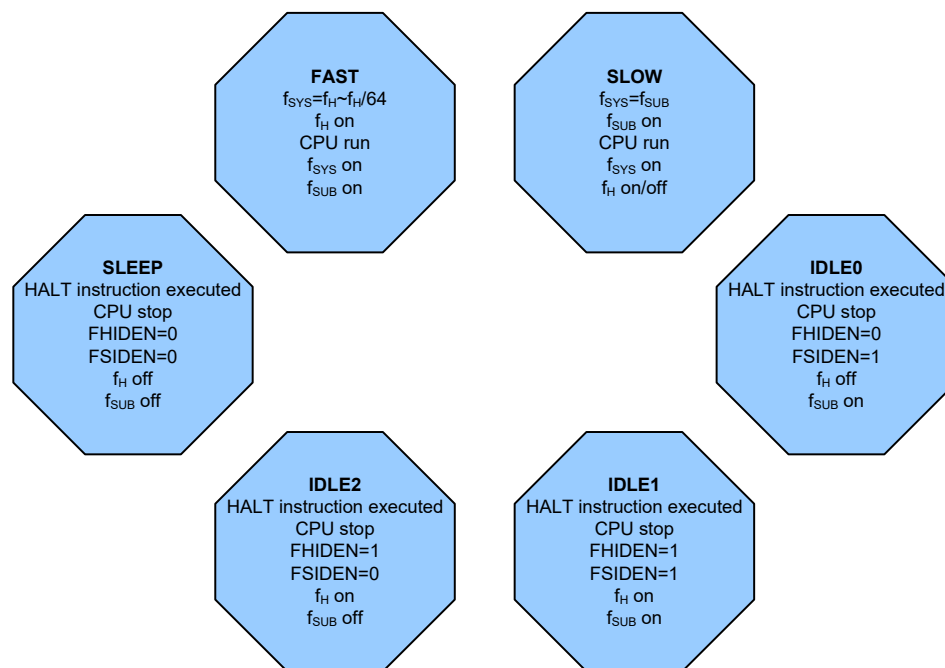 FAST
fSYS=fH~fH/64
fH on
CPU run
fSYS on
fSUB on
SLOW
fSYS=fSUB
fSUB on
CPU run
fSYS on
fH on/off
SLEEP
HALT instruction executed
CPU stop
FHIDEN=0
FSIDEN=0
fH off
fSUB off
IDLE0
HALT instruction executed
CPU stop
FHIDEN=0
FSIDEN=1
fH off
fSUB on
IDLE2
HALT instruction executed
CPU stop
FHIDEN=1
FSIDEN=0
fH on
fSUB off
IDLE1
HALT instruction executed
CPU stop
FHIDEN=1
FSIDEN=1
fH on
fSUB on